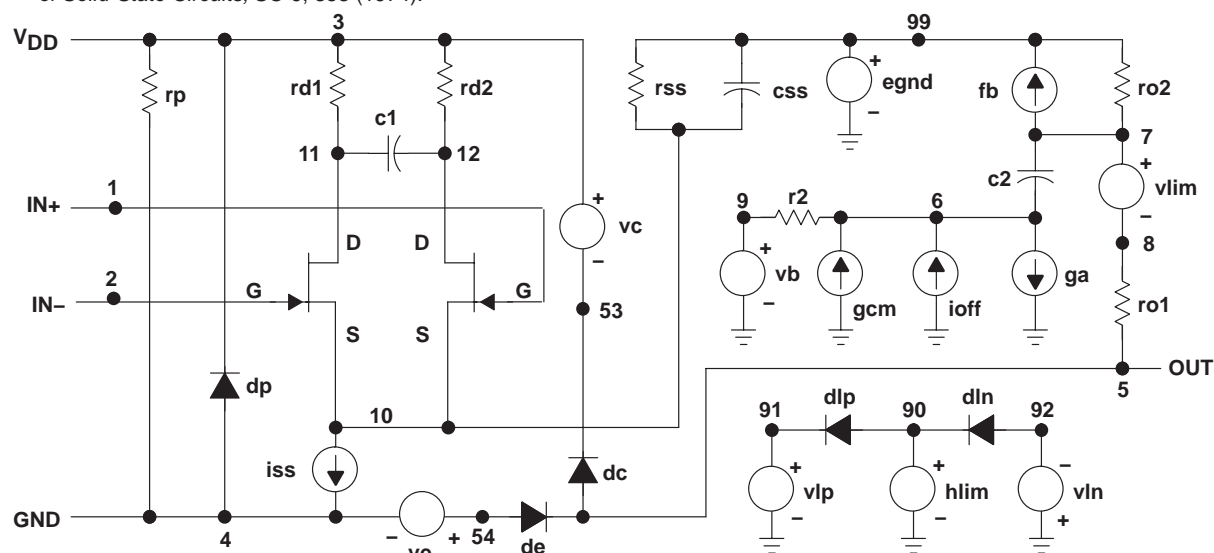 J. Solid-State Circuits, SC-9, 353 (1974).
3
99
VDD
rp
rd1
rd2
c1
11
12
rss
css
egnd
+
−
fb
ro2
7
c2
+
vlim
−
8
1
IN+
2
IN−
G
D
D
G
S
S
+
vc
−
53
9
r2
6
+
vb
−
gcm
ioff
ga
ro1
OUT
5
dp
10
iss
dc
GND
4
−
+
54
ve
de
91
dlp
90
dln
92
+
vlp
−
+
hlim
−
−
vln
+